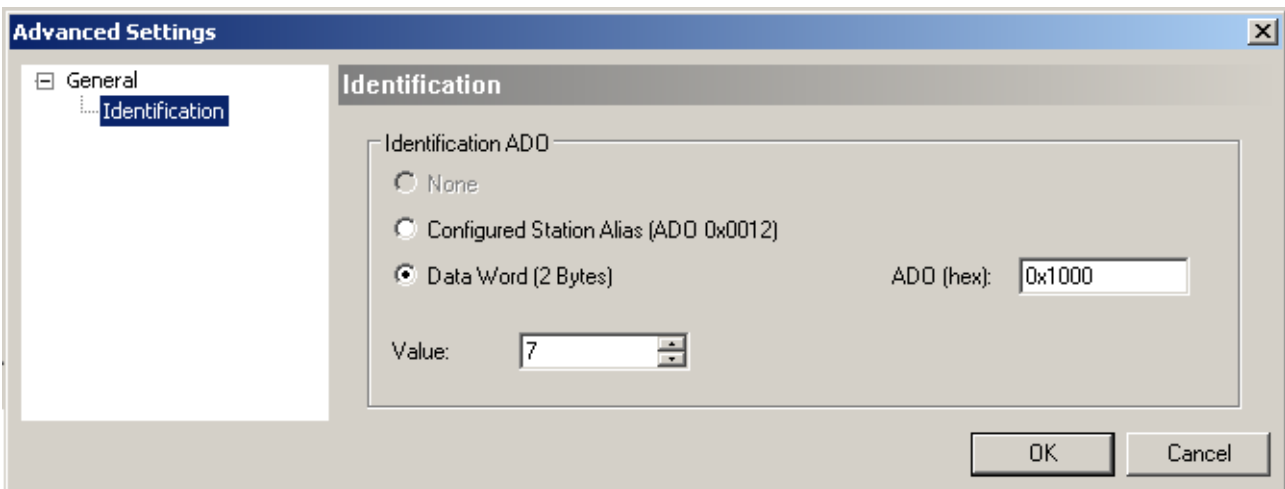 Advanced Settings
General
Identification
Identification
Identification ADO
None
Configured Station Alias (ADO 0x0012)
Data Word (2 Bytes) ADO (hex): 0x1000
Value: 7
OK Cancel